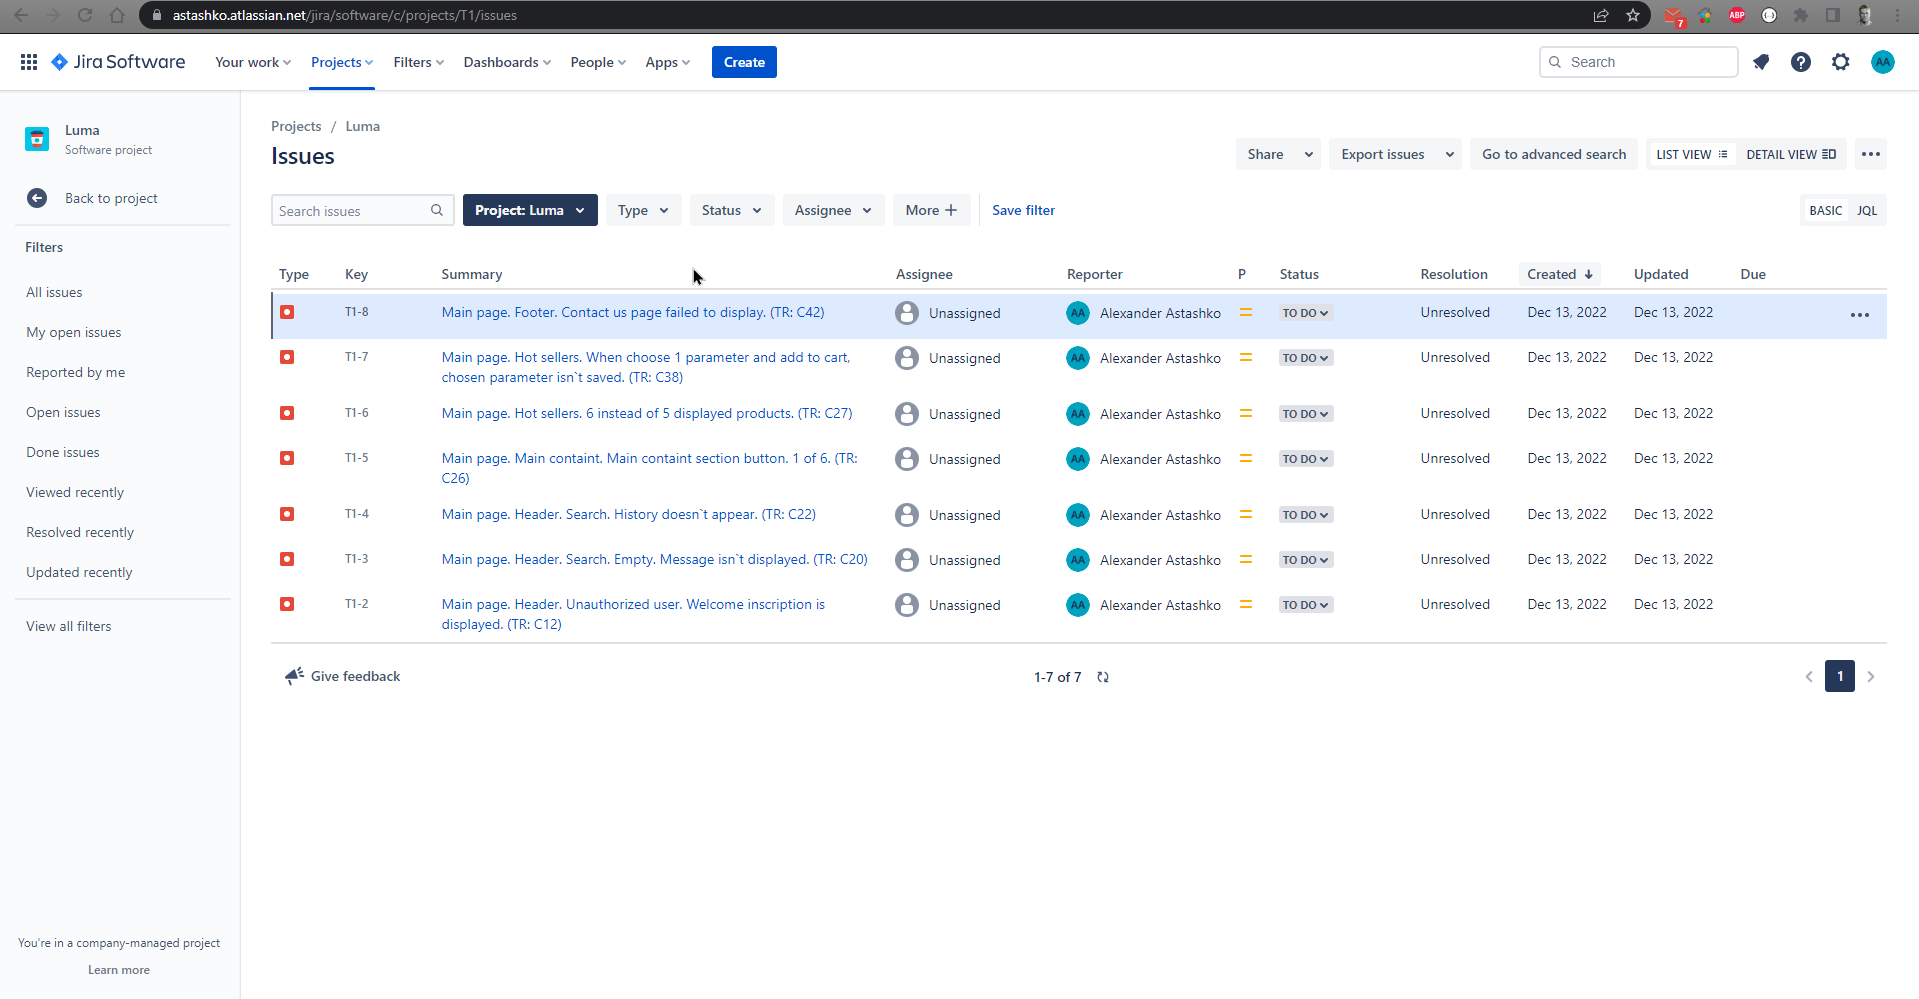 astashko.atlassian.net/jira/software/c/projects/T1/issues
7
ABP
Jira Software
Your work
Projects
Filters
Dashboards
People
Apps
Create
Search
AA
Luma
Software project
Back to project
Filters
All issues
My open issues
Reported by me
Open issues
Done issues
Viewed recently
Resolved recently
Updated recently
View all filters
You're in a company-managed project
Learn more
Projects / Luma
Issues
Share
Export issues
Go to advanced search
LIST VIEW
DETAIL VIEW
Search issues
Project: Luma
Type
Status
Assignee
More
Save filter
BASIC
JQL
Type Key Summary Assignee Reporter P Status Resolution Created Updated Due
T1-8 Main page. Footer. Contact us page failed to display. (TR: C42) Unassigned AA Alexander Astashko TO DO Unresolved Dec 13, 2022 Dec 13, 2022
T1-7 Main page. Hot sellers. When choose 1 parameter and add to cart, Unassigned AA Alexander Astashko TO DO Unresolved Dec 13, 2022 Dec 13, 2022
chosen parameter isn`t saved. (TR: C38)
T1-6 Main page. Hot sellers. 6 instead of 5 displayed products. (TR: C27) Unassigned AA Alexander Astashko TO DO Unresolved Dec 13, 2022 Dec 13, 2022
T1-5 Main page. Main containt. Main containt section button. 1 of 6. (TR: Unassigned AA Alexander Astashko TO DO Unresolved Dec 13, 2022 Dec 13, 2022
C26)
T1-4 Main page. Header. Search. History doesn`t appear. (TR: C22) Unassigned AA Alexander Astashko TO DO Unresolved Dec 13, 2022 Dec 13, 2022
T1-3 Main page. Header. Search. Empty. Message isn`t displayed. (TR: C20) Unassigned AA Alexander Astashko TO DO Unresolved Dec 13, 2022 Dec 13, 2022
T1-2 Main page. Header. Unauthorized user. Welcome inscription is Unassigned AA Alexander Astashko TO DO Unresolved Dec 13, 2022 Dec 13, 2022
displayed. (TR: C12)
Give feedback
1-7 of 7
1